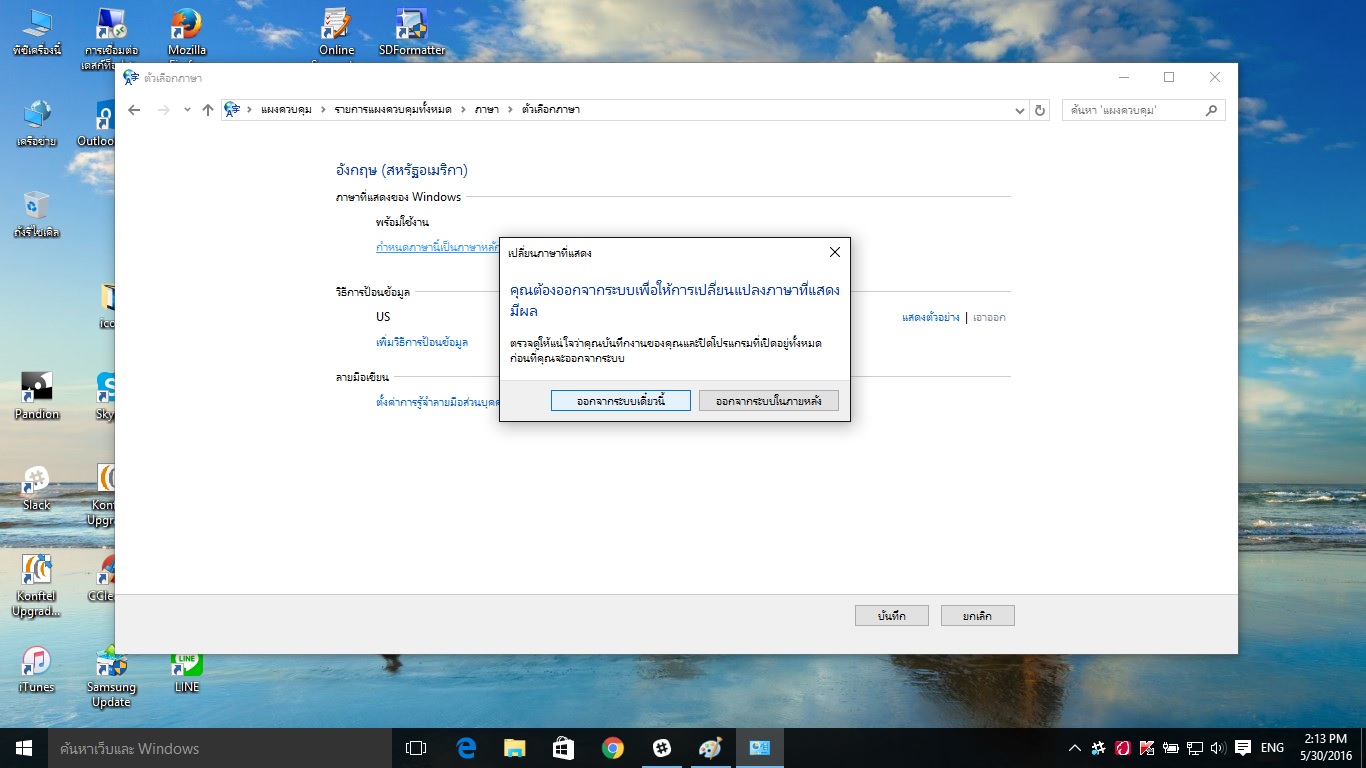 พีซีเครื่องนี้
การเชื่อมต่อ
Mozilla
Online
SDFormatter
ตัวเลือกภาษา
แผงควบคุม
รายการแผงควบคุมทั้งหมด
ภาษา
ตัวเลือกภาษา
ค้นหา 'แผงควบคุม'
เครือข่าย
Outloo
ถังรีไซเคิล
อังกฤษ (สหรัฐอเมริกา)
ภาษาที่แสดงของ Windows
พร้อมใช้งาน
กำหนดภาษานี้เป็นภาษาหลัก
วิธีการป้อนข้อมูล
US
แสดงตัวอย่าง | เอาออก
เพิ่มวิธีการป้อนข้อมูล
ลายมือเขียน
ตั้งค่าการรู้จำลายมือส่วนบุคค
เปลี่ยนภาษาที่แสดง
คุณต้องออกจากระบบเพื่อให้การเปลี่ยนแปลงภาษาที่แสดง
มีผล
ตรวจดูให้แน่ใจว่าคุณบันทึกงานของคุณและปิดโปรแกรมที่เปิดอยู่ทั้งหมด
ก่อนที่คุณจะออกจากระบบ
ออกจากระบบเดี๋ยวนี้
ออกจากระบบในภายหลัง
บันทึก
ยกเลิก
ico
Pandion
Sky
Slack
Konf
Upgra
Konftel
Upgrad...
CCle
iTunes
Samsung
Update
LINE
LINE
ค้นหาเว็บและ Windows
ENG
2:13 PM
5/30/2016